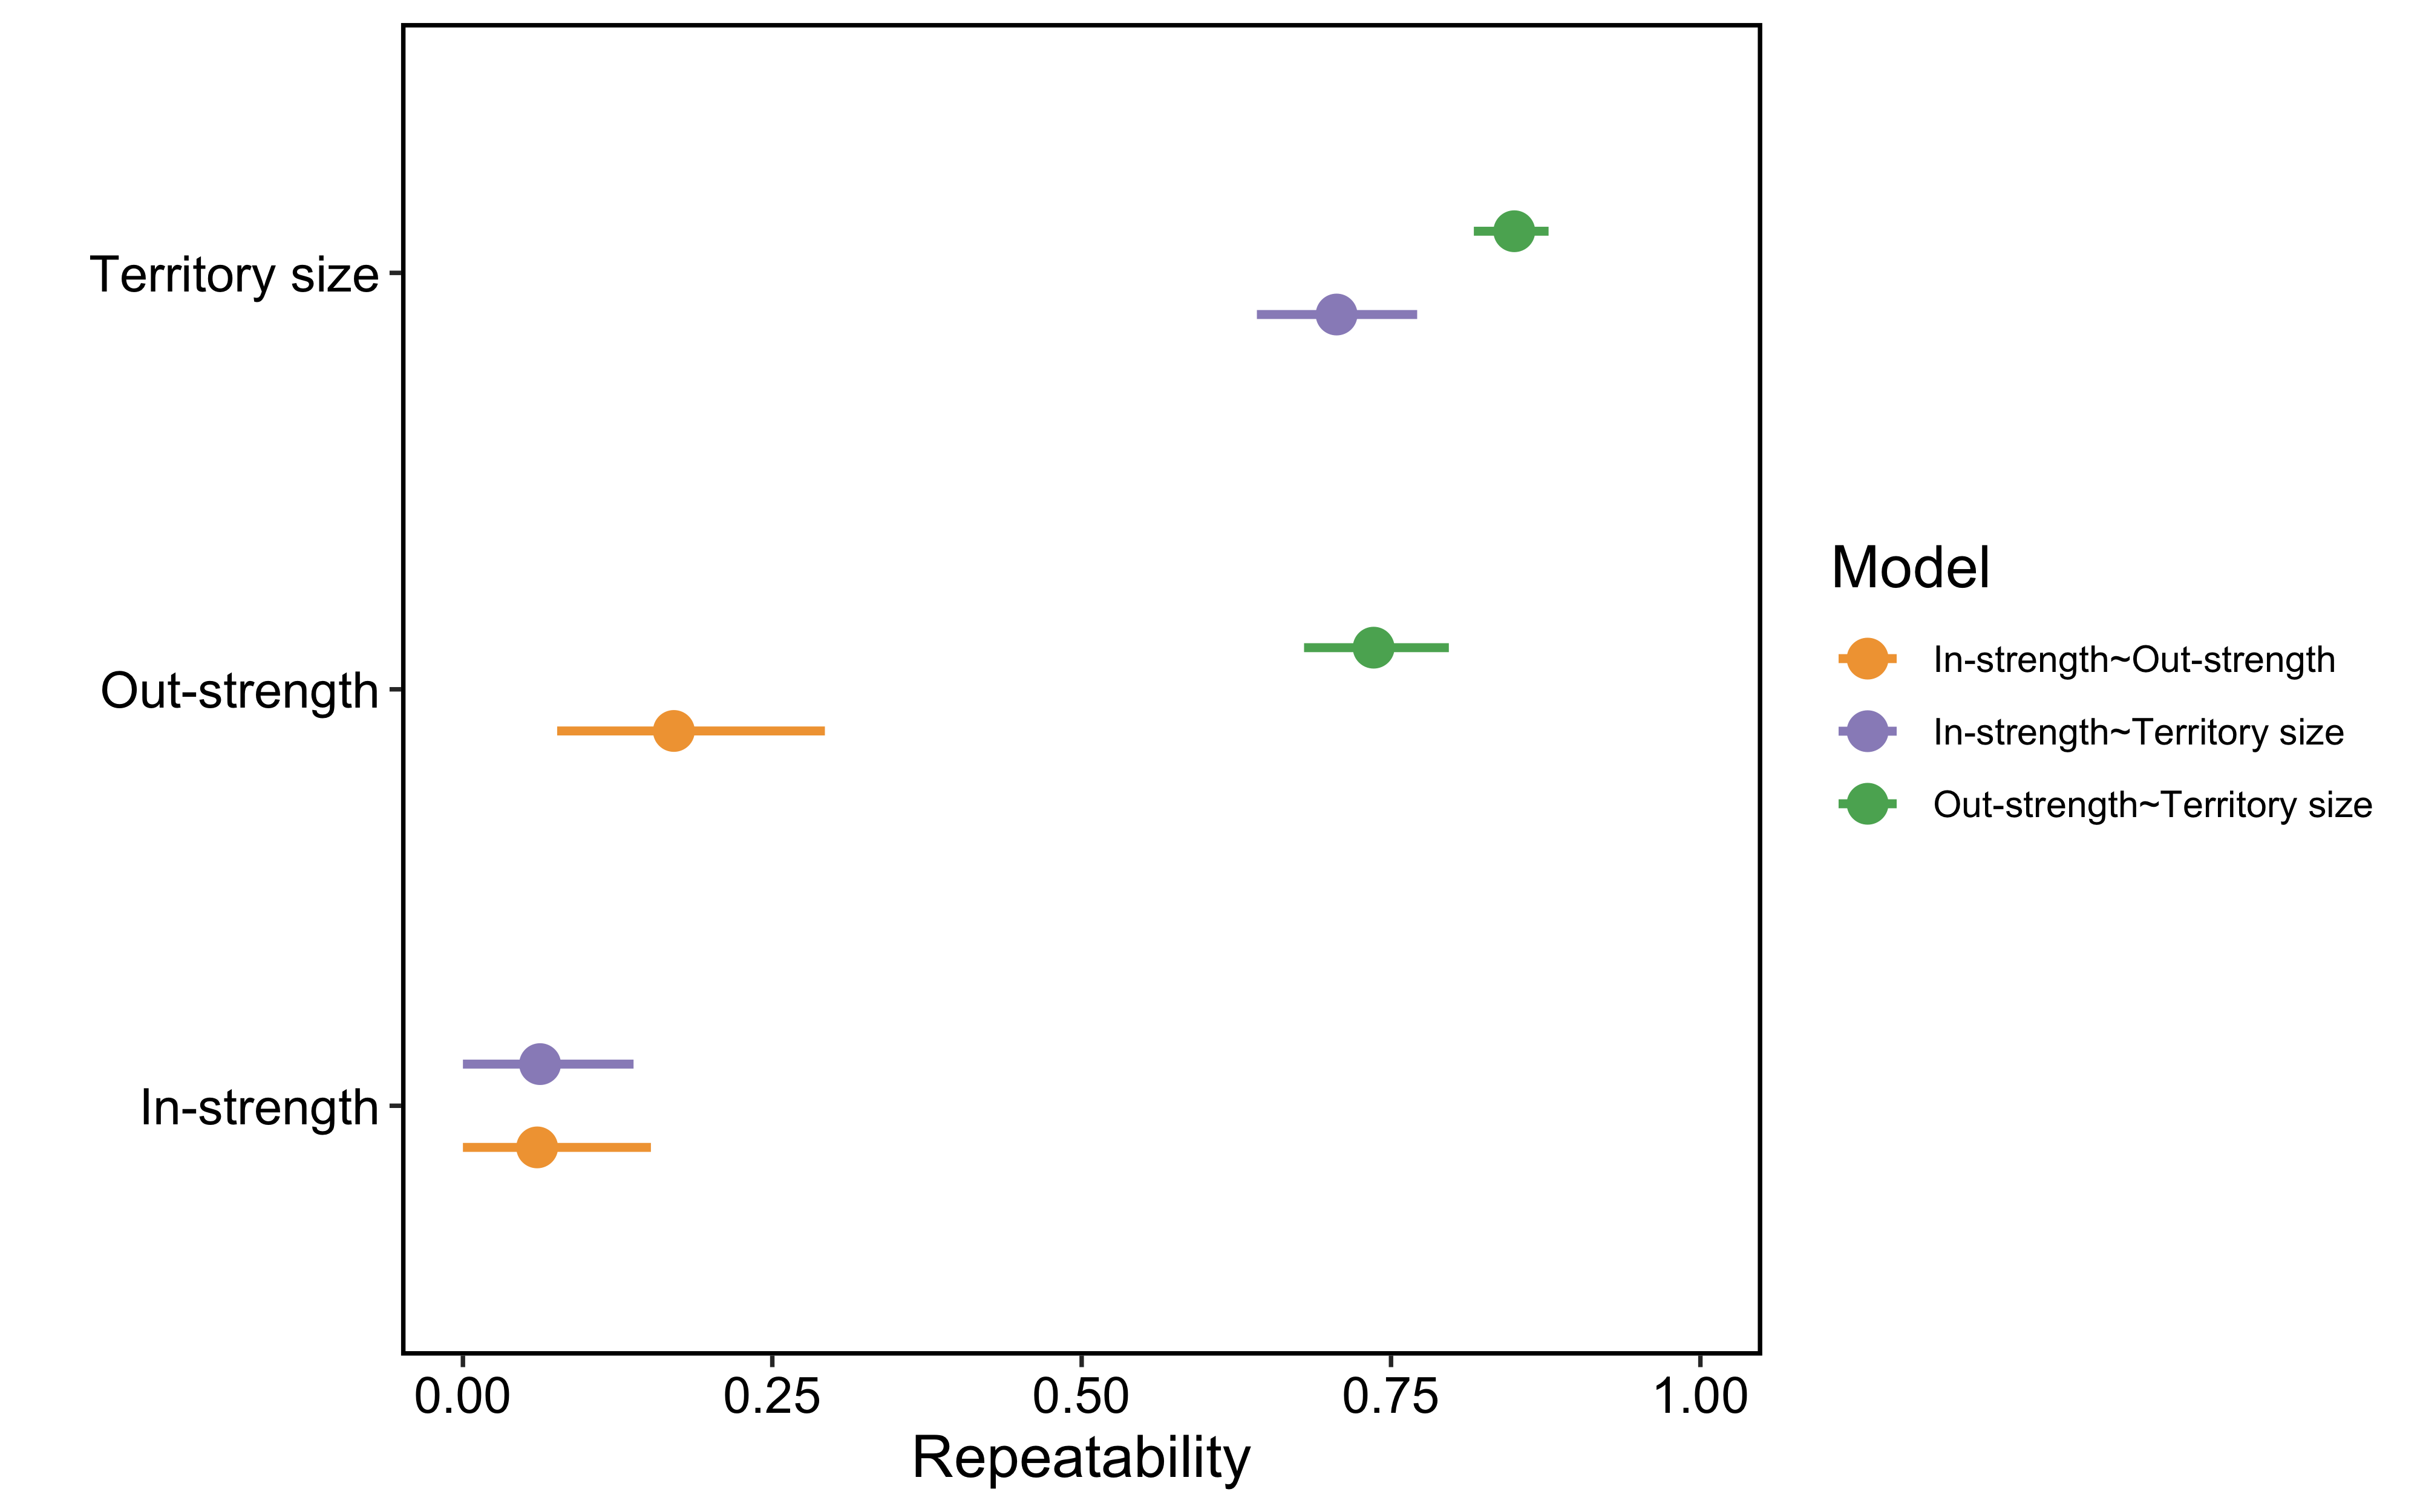 Territory size
Out-strength
In-strength
0.00 0.25 0.50 0.75 1.00
Repeatability
Model
In-strength~Out-strength
In-strength~Territory size
Out-strength~Territory size